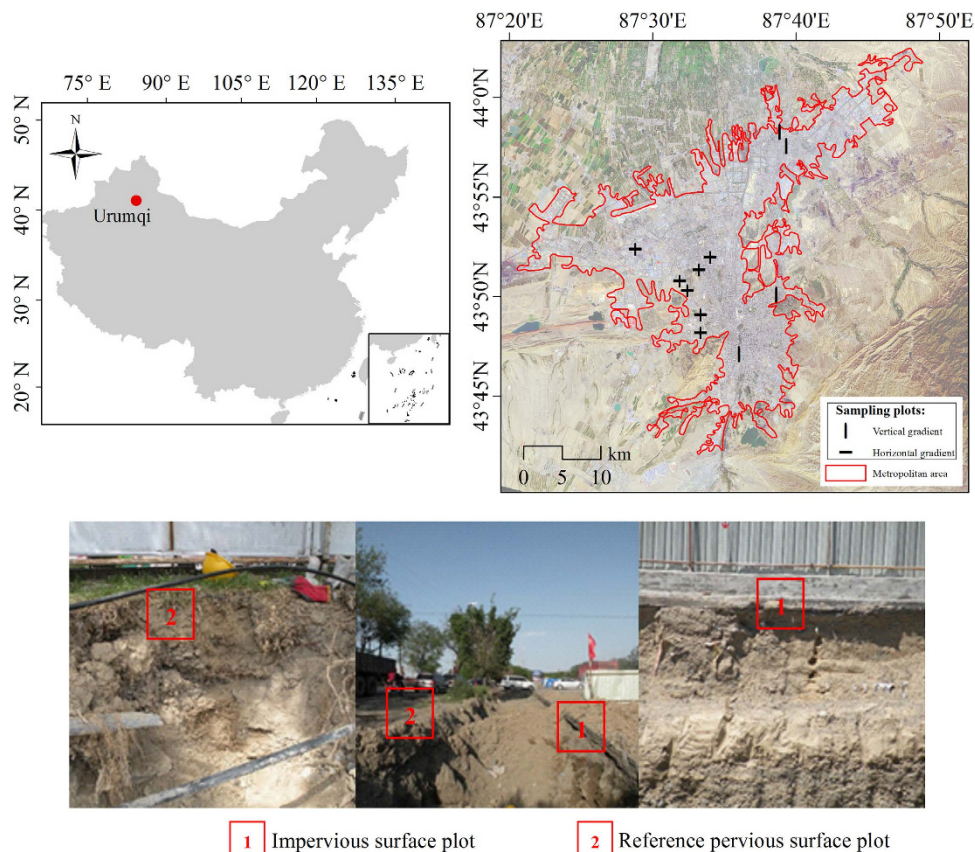 75° E 90° E 105° E 120° E 135° E
50° N
40° N
30° N
20° N
N
Urumqi
87°20'E 87°30'E 87°40'E 87°50'E
44°0'N
43°55'N
43°50'N
43°45'N
km
0 5 10
Sampling plots:
Vertical gradient
Horizontal gradient
Metropolitan area
2
2
1
1
1 Impervious surface plot
2 Reference pervious surface plot